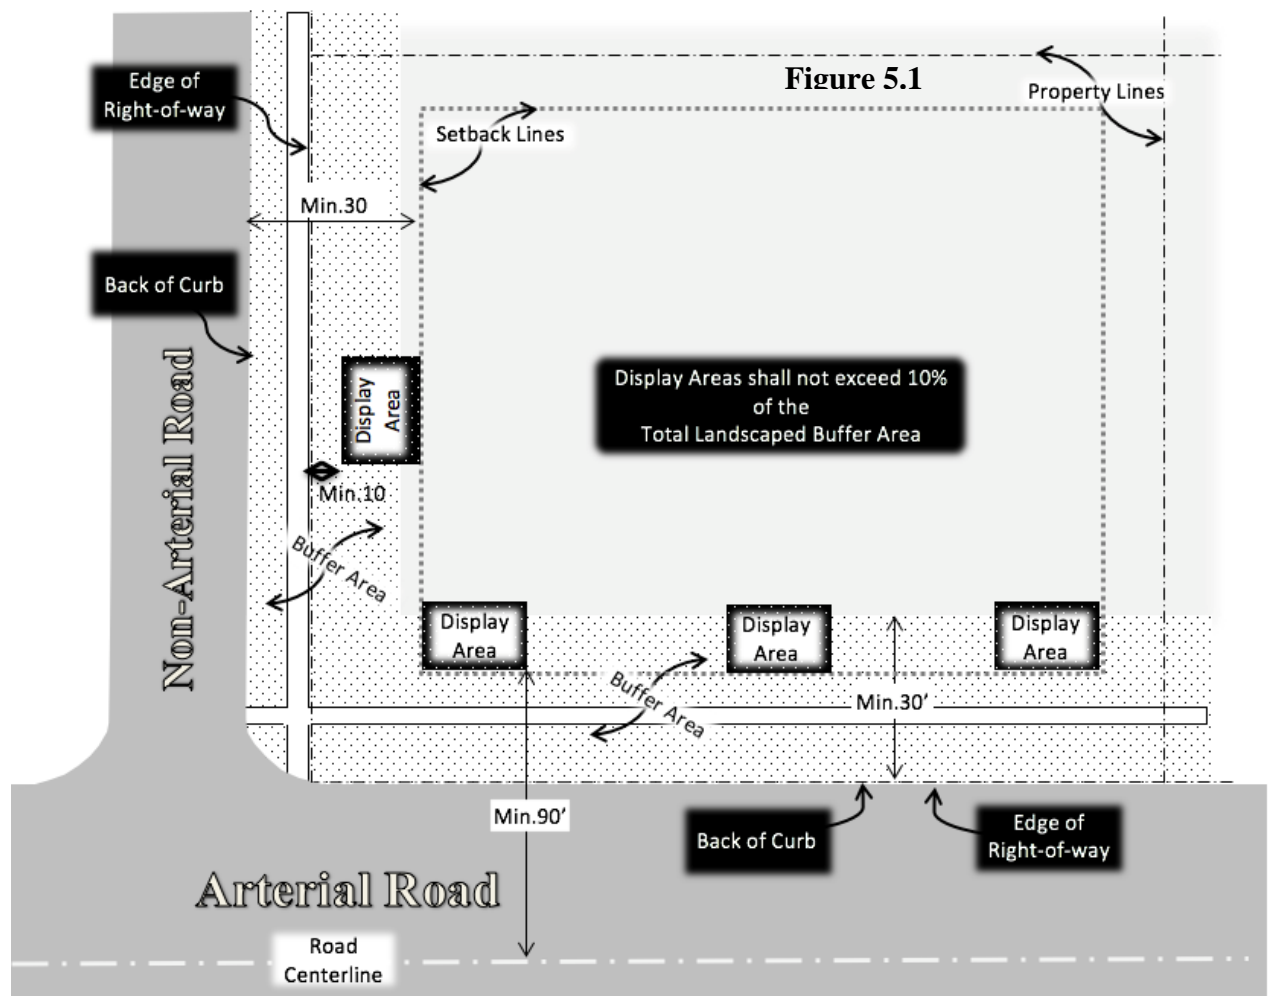 Figure 5.1
Edge of
Right-of-way
Property Lines
Setback Lines
Min.30
Back of Curb
Non-Arterial Road
Display
Area
Display Areas shall not exceed 10%
of the
Total Landscaped Buffer Area
Min.10
Buffer Area
Display
Area
Display
Area
Display
Area
Buffer Area
Min.30’
Min.90’
Back of Curb
Edge of
Right-of-way
Arterial Road
Road
Centerline